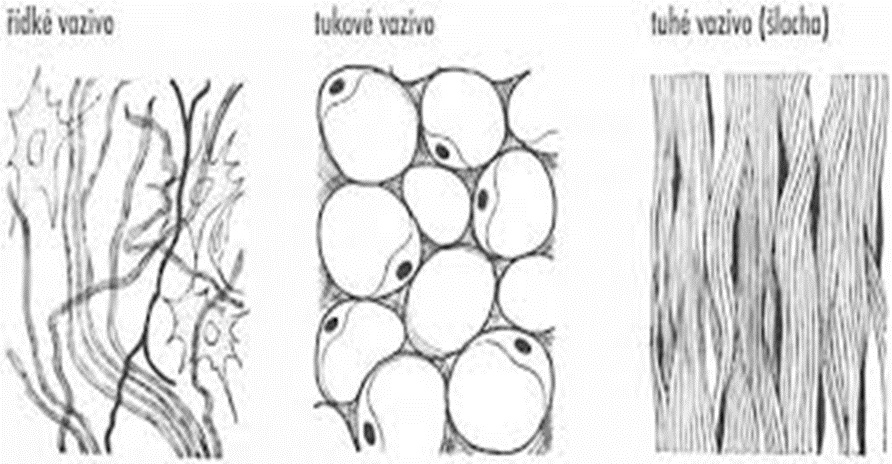 řídké vazivo
tukové vazivo
tuhé vazivo (šlacha)